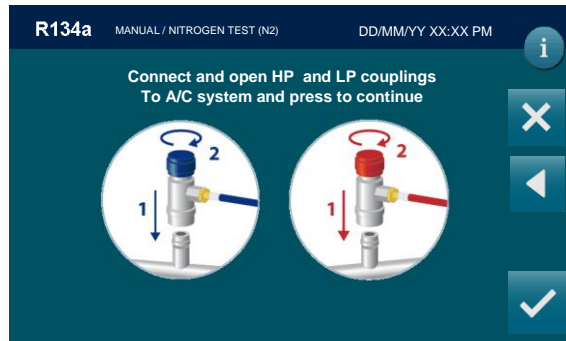 R134a MANUAL / NITROGEN TEST (N2) DD/MM/YY XX:XX PM
i
Connect and open HP and LP couplings
To A/C system and press to continue
2 2
1 1